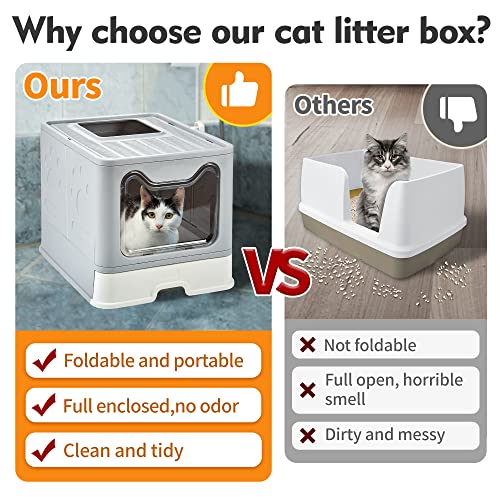 Why choose our cat litter box?
Ours
Others
VS
Foldable and portable
Full enclosed,no odor
Clean and tidy
Not foldable
Full open, horrible
smell
Dirty and messy